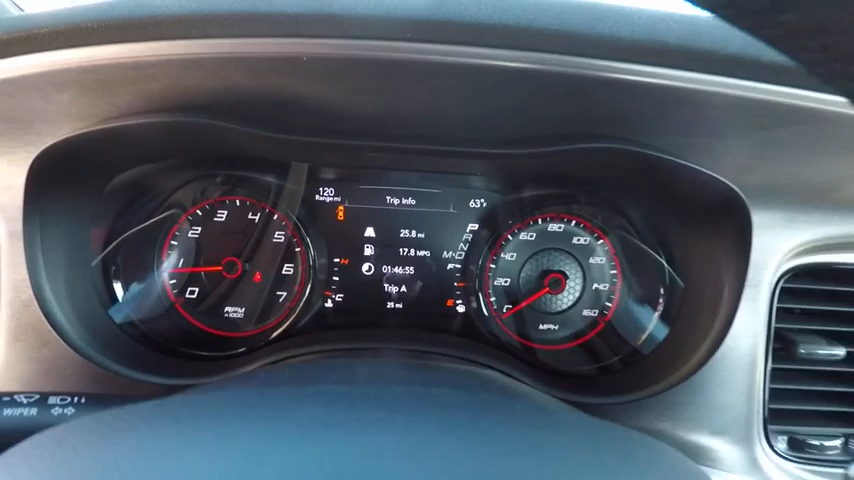 120
Range mi
Trip Info
63°F
25.8 mi
17.8 MPG
01:46:55
Trip A
25 mi
P
R
N
D
M
H
C
F
E
0
1
2
3
4
5
6
7
RPM
x1000
20
40
60
80
100
120
140
160
MPH
WIPER